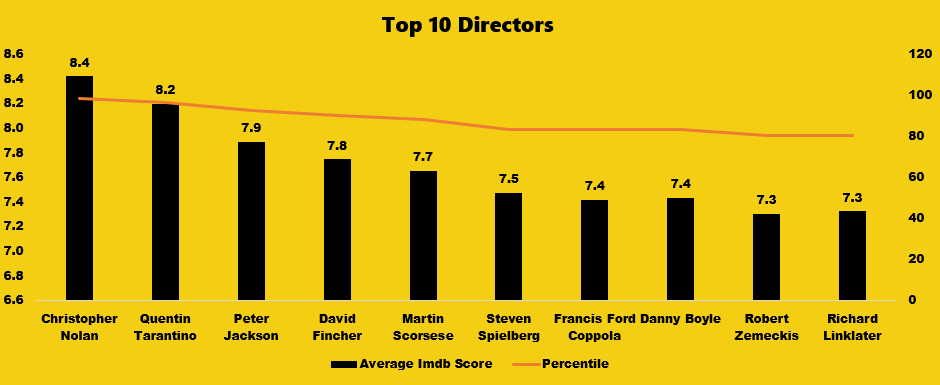 Top 10 Directors
8.6
8.4
8.2
8.0
7.8
7.6
7.4
7.2
7.0
6.8
6.6
120
100
80
60
40
20
0
8.4
8.2
7.9
7.8
7.7
7.5
7.4
7.4
7.3
7.3
Christopher
Nolan
Quentin
Tarantino
Peter
Jackson
David
Fincher
Martin
Scorsese
Steven
Spielberg
Francis Ford
Coppola
Danny Boyle
Robert
Zemeckis
Richard
Linklater
Average Imdb Score
Percentile